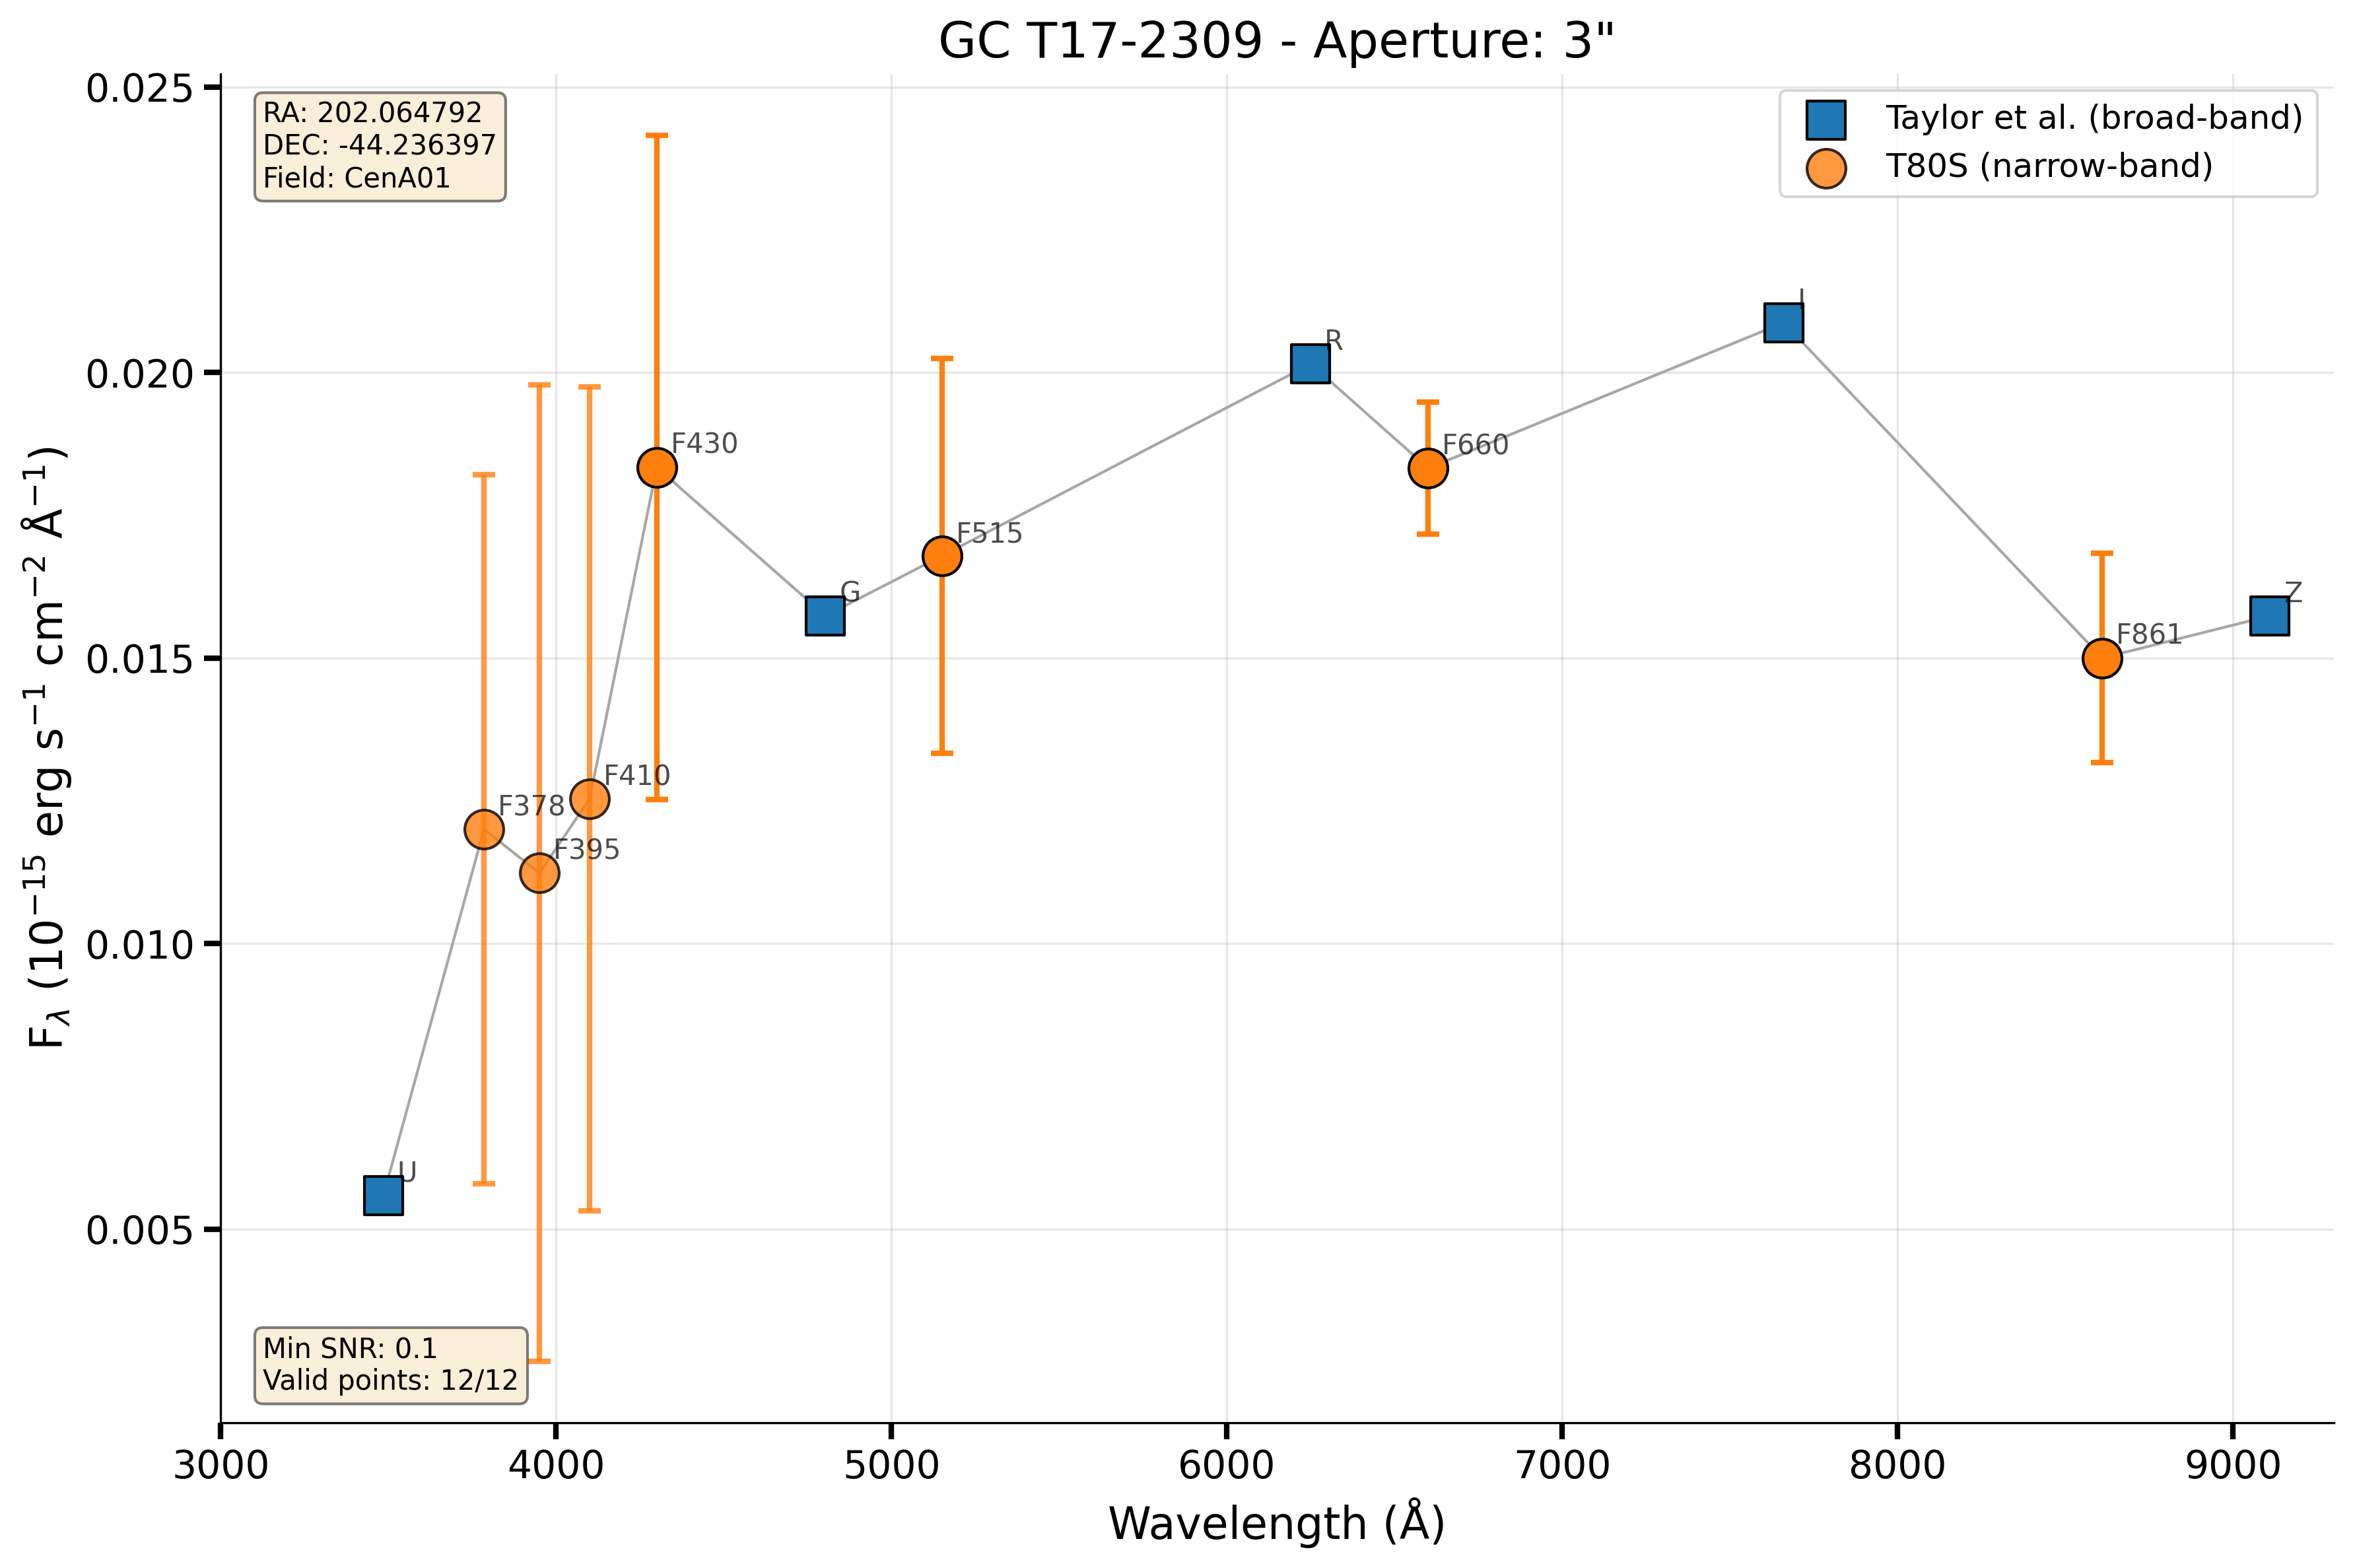 GC T17-2309 - Aperture: 3"
RA: 202.064792
DEC: -44.236397
Field: CenA01
Taylor et al. (broad-band)
T80S (narrow-band)
0.025
0.020
0.015
0.010
0.005
F_λ (10⁻¹⁵ erg s⁻¹ cm⁻² Å⁻¹)
U
F378
F395
F410
F430
G
F515
R
F660
I
F861
Z
Min SNR: 0.1
Valid points: 12/12
3000 4000 5000 6000 7000 8000 9000
Wavelength (Å)